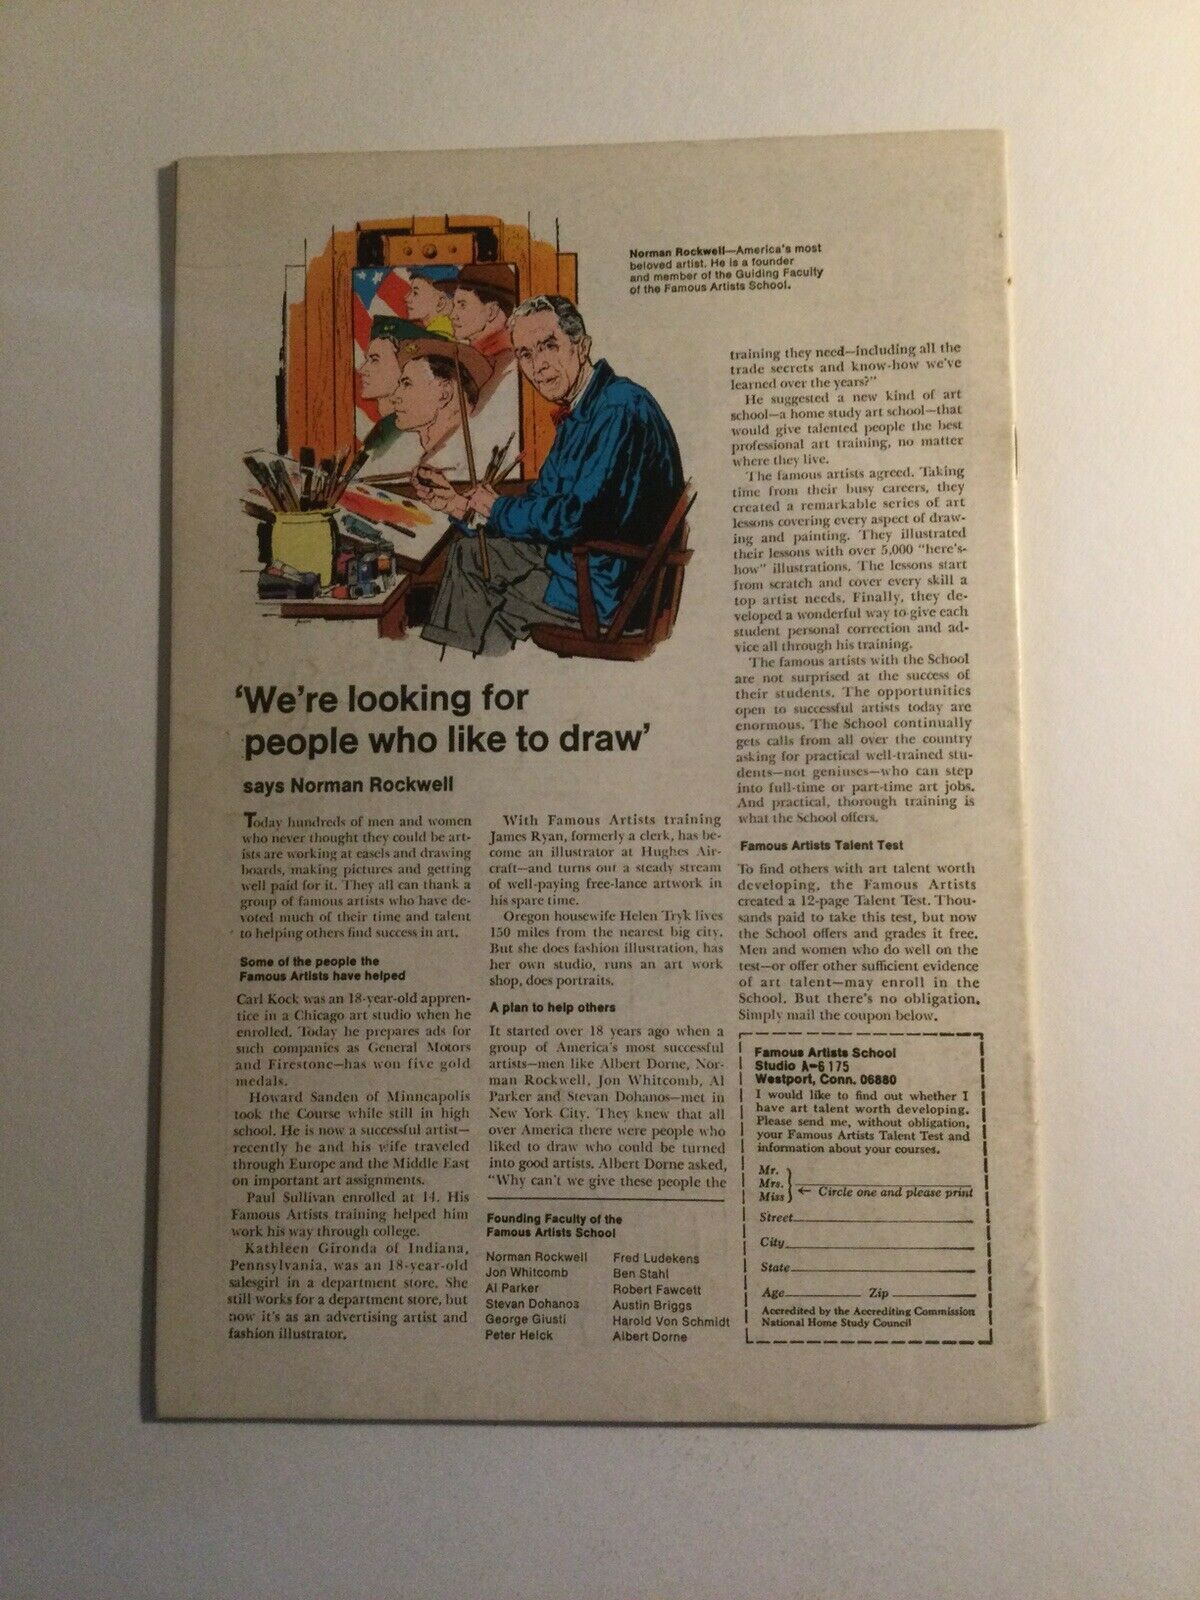 Norman Rockwell—America's most
beloved artist. He is a founder
and member of the Guiding Faculty
of the Famous Artists School.
'We're looking for
people who like to draw'
says Norman Rockwell
Today hundreds of men and women
who never thought they could be art-
ists are working at easels and drawing
boards, making pictures and getting
well paid for it. They all can thank a
group of famous artists who have de-
voted much of their time and talent
to helping others find success in art.
Some of the people the
Famous Artists have helped
Carl Kock was an 18-year-old appren-
tice in a Chicago art studio when he
enrolled. Today he prepares ads for
such companies as General Motors
and Firestone—has won five gold
medals.
Howard Sanden of Minneapolis
took the Course while still in high
school. He is now a successful artist—
recently he and his wife traveled
through Europe and the Middle East
on important art assignments.
Paul Sullivan enrolled at 14. His
Famous Artists training helped him
work his way through college.
Kathleen Gironda of Indiana,
Pennsylvania, was an 18-year-old
salesgirl in a department store. She
still works for a department store, but
now it's as an advertising artist and
fashion illustrator.
With Famous Artists training
James Ryan, formerly a clerk, has be-
come an illustrator at Hughes Air-
craft—and turns out a steady stream
of well-paying free-lance artwork in
his spare time.
Oregon housewife Helen Tryk lives
150 miles from the nearest big city.
But she does fashion illustration, has
her own studio, runs an art work
shop, does portraits.
A plan to help others
It started over 18 years ago when a
group of America's most successful
artists—men like Albert Dorne, Nor-
man Rockwell, Jon Whitcomb, Al
Parker and Stevan Dohanos—met in
New York City. They knew that all
over America there were people who
liked to draw who could be turned
into good artists. Albert Dorne asked,
"Why can't we give these people the
Founding Faculty of the
Famous Artists School
Norman Rockwell
Jon Whitcomb
Al Parker
Stevan Dohanos
George Giusti
Peter Helck
Fred Ludekens
Ben Stahl
Robert Fawcett
Austin Briggs
Harold Von Schmidt
Albert Dorne
training they need—including all the
trade secrets and know-how we've
learned over the years?"
He suggested a new kind of art
school—a home study art school—that
would give talented people the best
professional art training, no matter
where they live.
The famous artists agreed. Taking
time from their busy careers, they
created a remarkable series of art
lessons covering every aspect of draw-
ing and painting. They illustrated
their lessons with over 5,000 "here's-
how" illustrations. The lessons start
from scratch and cover every skill a
top artist needs. Finally, they de-
veloped a wonderful way to give each
student personal correction and ad-
vice all through his training.
The famous artists with the School
are not surprised at the success of
their students. The opportunities
open to successful artists today are
enormous. The School continually
gets calls from all over the country
asking for practical well-trained stu-
dents—not geniuses—who can step
into full-time or part-time art jobs.
And practical, thorough training is
what the School offers.
Famous Artists Talent Test
To find others with art talent worth
developing, the Famous Artists
created a 12-page Talent Test. Thou-
sands paid to take this test, but now
the School offers and grades it free.
Men and women who do well on the
test—or offer other sufficient evidence
of art talent—may enroll in the
School. But there's no obligation.
Simply mail the coupon below.
Famous Artists School
Studio A-6175
Westport, Conn. 06880
I would like to find out whether I
have art talent worth developing.
Please send me, without obligation,
your Famous Artists Talent Test and
information about your courses.
Mr.
Mrs.
Miss ← Circle one and please print
Street
City
State
Age Zip
Accredited by the Accrediting Commission
National Home Study Council